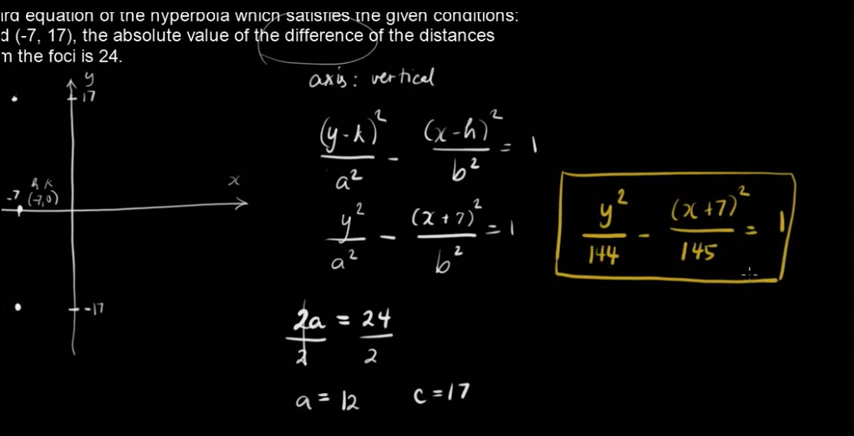 ird equation of the hyperbola which satisfies the given conditions:
d (-7, 17), the absolute value of the difference of the distances
m the foci is 24.
axis: vertical
y
17
(y-k)² / a² - (x-h)² / b² = 1
h k
-7 (-7,0)
x
y² / a² - (x+7)² / b² = 1
y² / 144 - (x+7)² / 145 = 1
-17
2a / 2 = 24 / 2
a = 12 c = 17